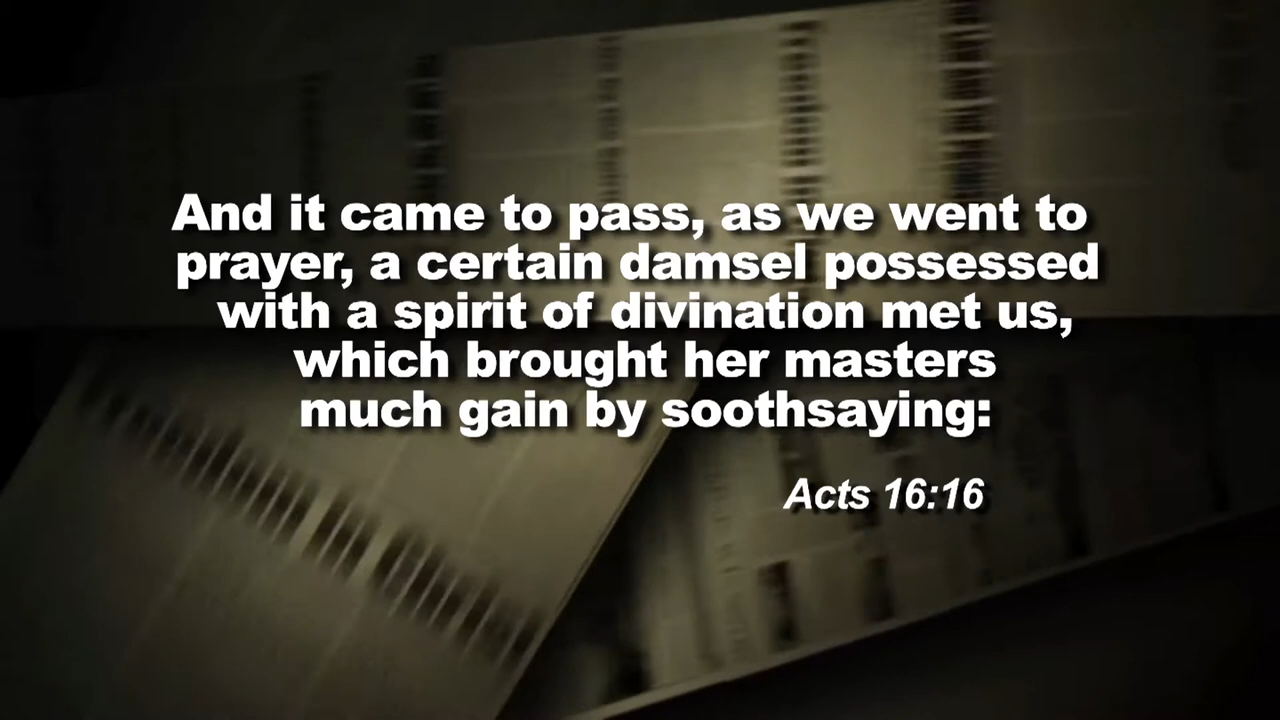 And it came to pass, as we went to
prayer, a certain damsel possessed
with a spirit of divination met us,
which brought her masters
much gain by soothsaying:
Acts 16:16